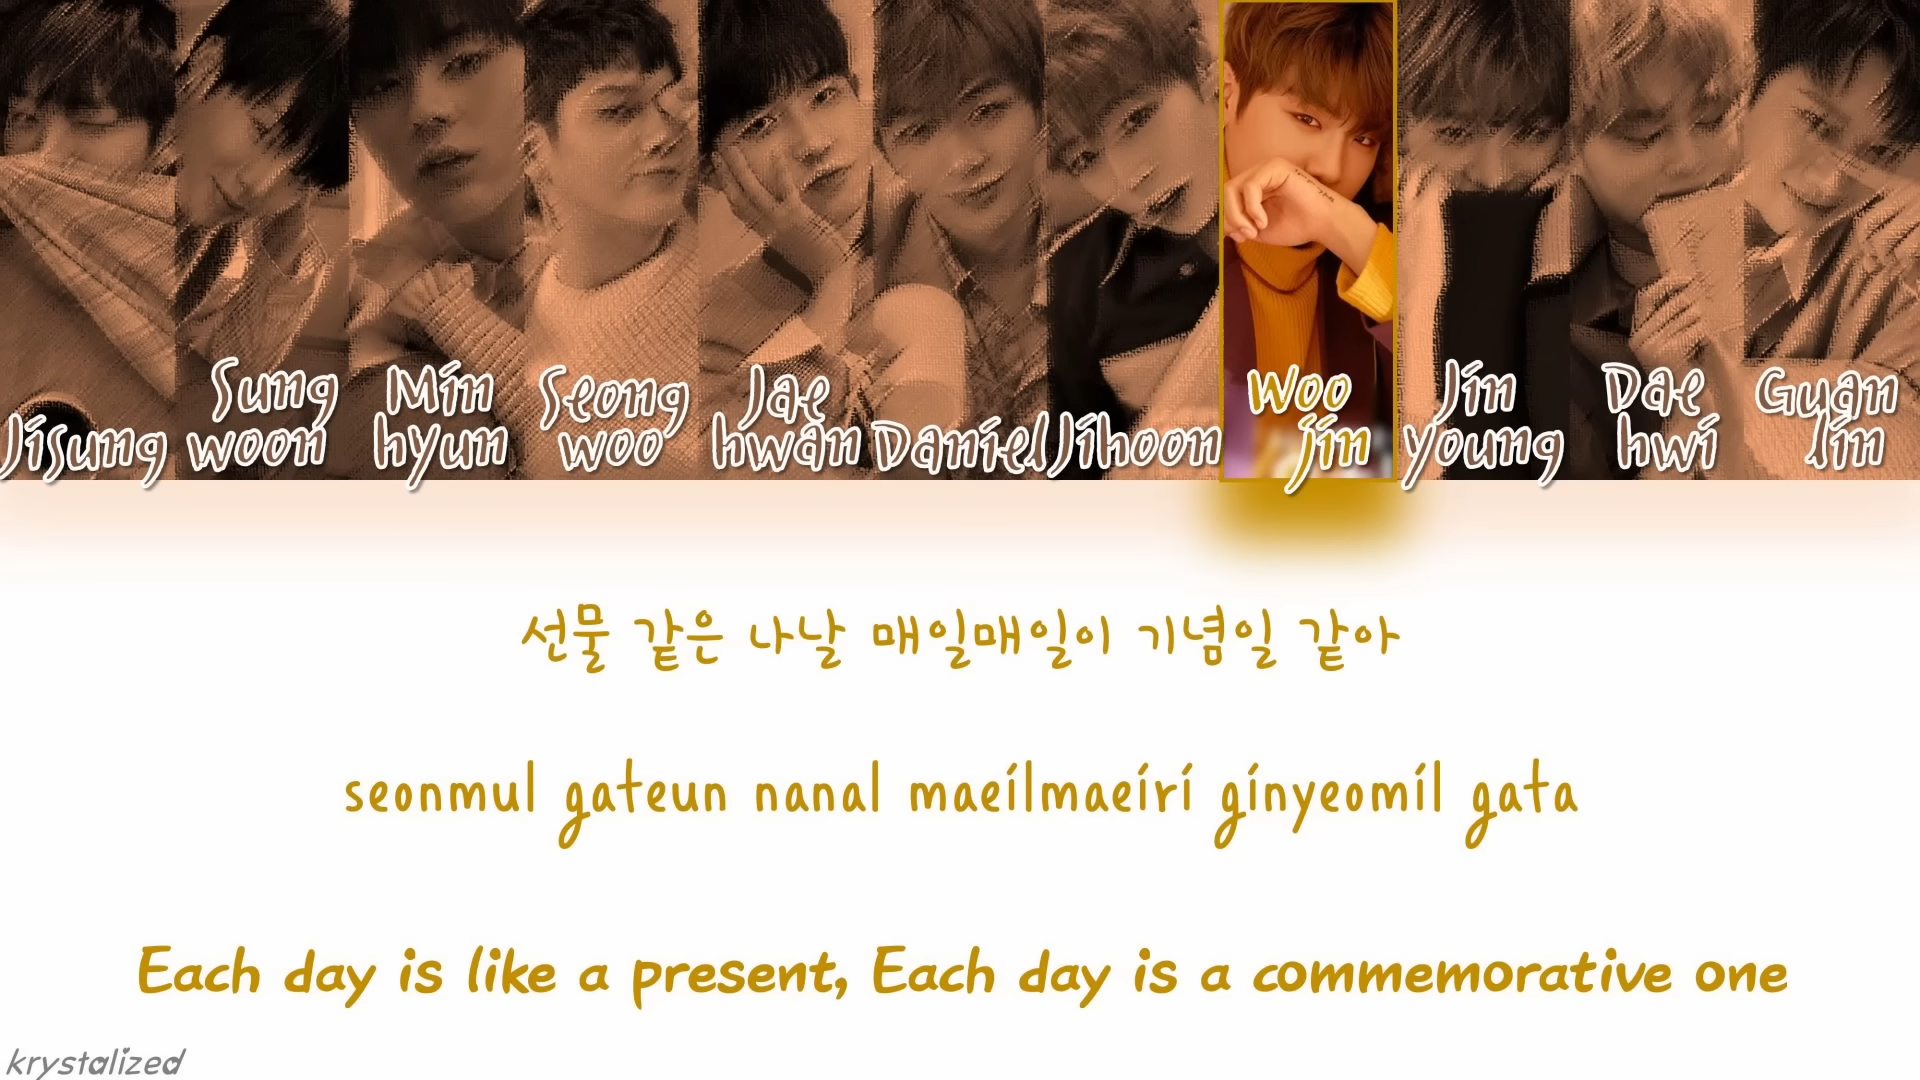 Jisung
Sung
woon
Min
hyun
Seong
woo
Jae
hwan
Daniel
Jihoon
Woo
jin
Jin
young
Dae
hwi
Guan
lin
선물 같은 나날 매일매일이 기념일 같아
seonmul gateun nanal maeilmaeiri ginyeomil gata
Each day is like a present, Each day is a commemorative one
krystalized